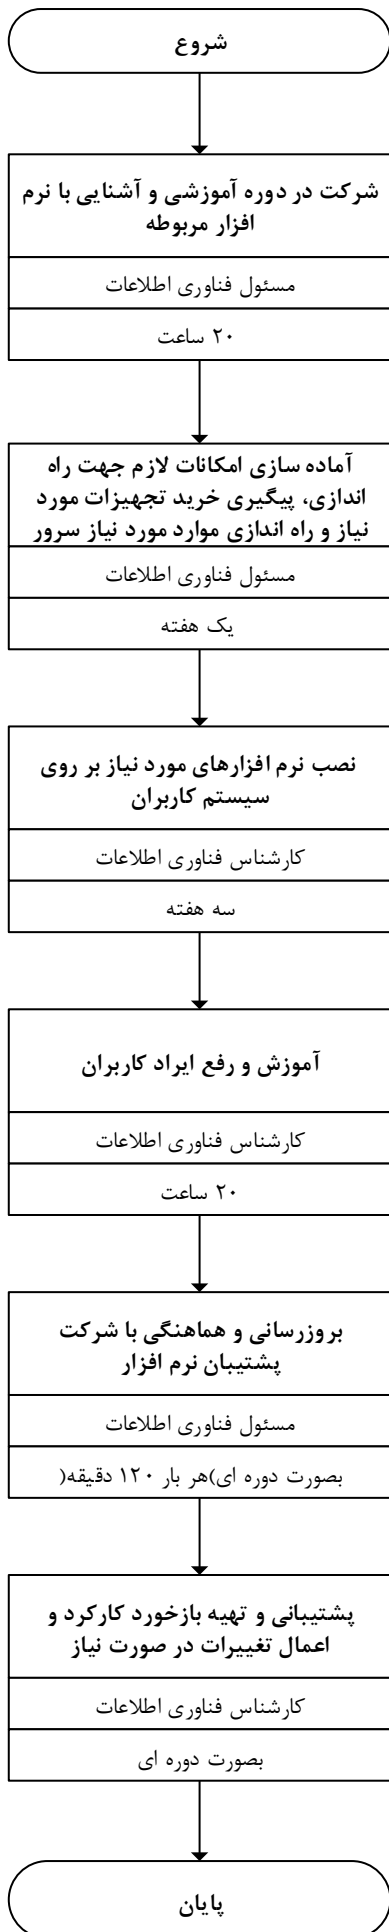 شروع
شرکت در دوره آموزشی و آشنایی با نرم
افزار مربوطه
مسئول فناوری اطلاعات
۲۰ ساعت
آماده سازی امکانات لازم جهت راه
اندازی، پیگیری خرید تجهیزات مورد
نیاز و راه اندازی موارد مورد نیاز سرور
مسئول فناوری اطلاعات
یک هفته
نصب نرم افزارهای مورد نیاز بر روی
سیستم کاربران
کارشناس فناوری اطلاعات
سه هفته
آموزش و رفع ایراد کاربران
کارشناس فناوری اطلاعات
۲۰ ساعت
بروزرسانی و هماهنگی با شرکت
پشتیبان نرم افزار
مسئول فناوری اطلاعات
بصورت دوره ای(هر بار ۱۲۰ دقیقه)
پشتیبانی و تهیه بازخورد کارکرد و
اعمال تغییرات در صورت نیاز
کارشناس فناوری اطلاعات
بصورت دوره ای
پایان